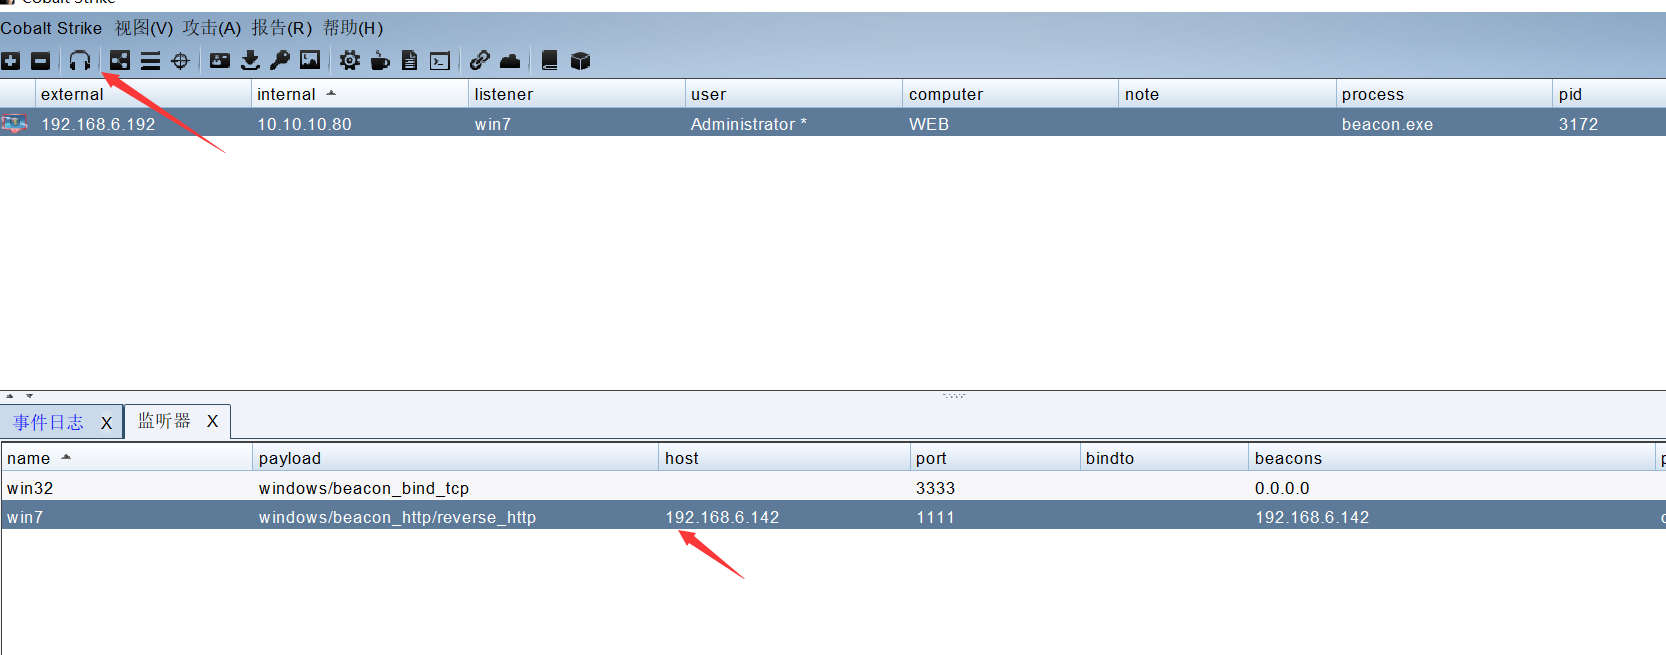 Cobalt Strike
Cobalt Strike 视图(V) 攻击(A) 报告(R) 帮助(H)
external internal listener user computer note process pid
192.168.6.192 10.10.10.80 win7 Administrator * WEB beacon.exe 3172
事件日志 X 监听器 X
name payload host port bindto beacons
win32 windows/beacon_bind_tcp 3333 0.0.0.0
win7 windows/beacon_http/reverse_http 192.168.6.142 1111 192.168.6.142